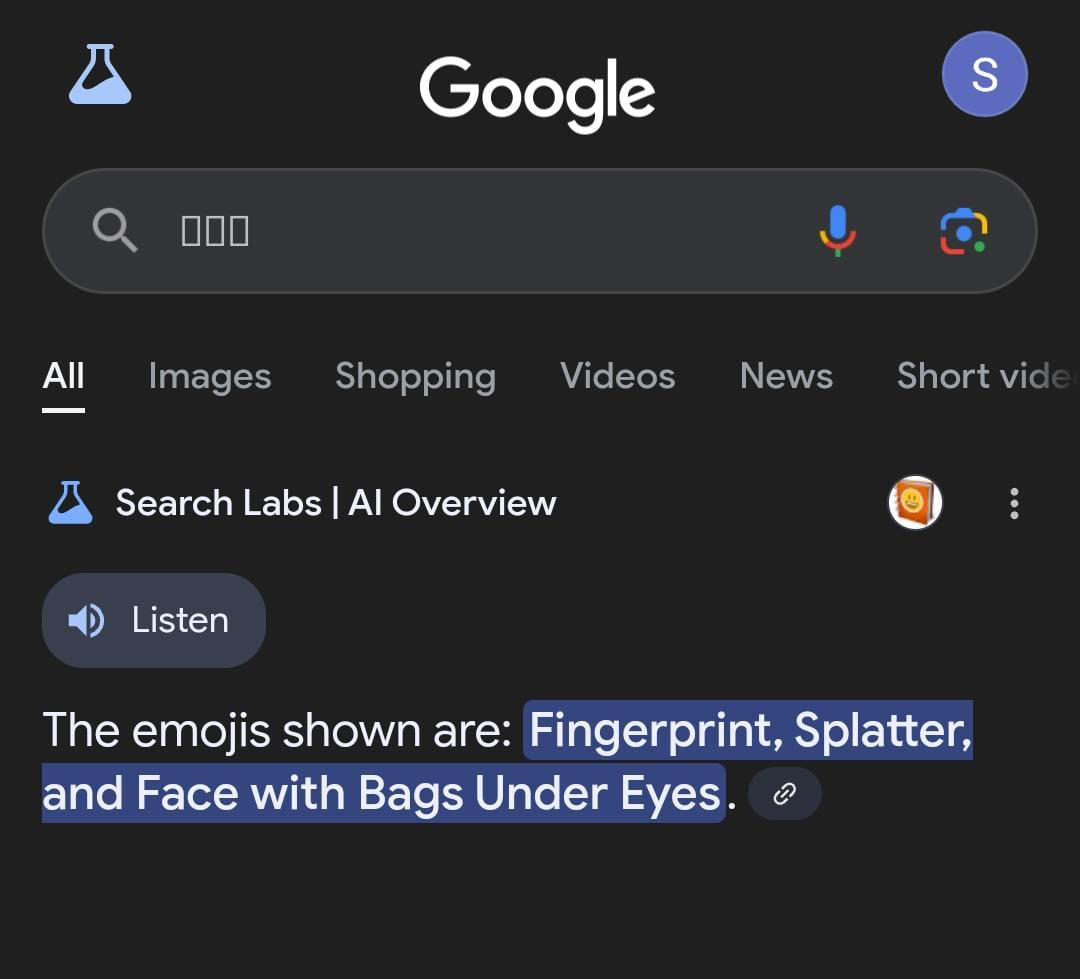 Google
S
▯▯▯
All Images Shopping Videos News Short vide
Search Labs | AI Overview
Listen
The emojis shown are: Fingerprint, Splatter,
and Face with Bags Under Eyes.